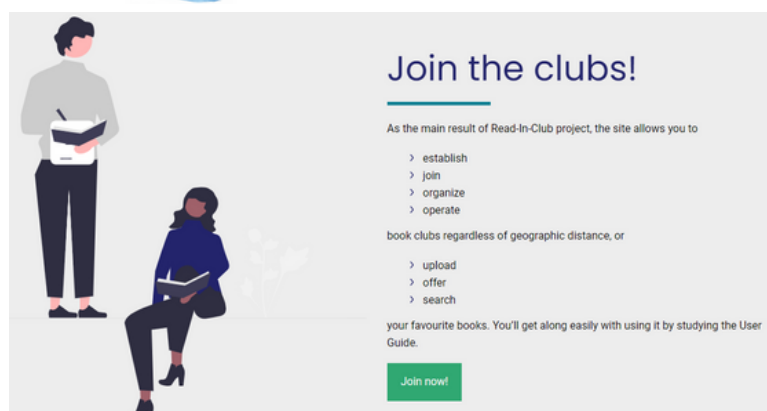 Join the clubs!
As the main result of Read-In-Club project, the site allows you to
establish
join
organize
operate
book clubs regardless of geographic distance, or
upload
offer
search
your favourite books. You'll get along easily with using it by studying the User
Guide.
Join now!